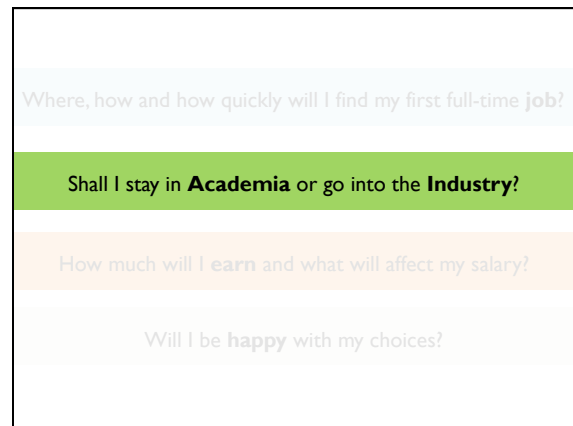 Where, how and how quickly will I find my first full-time job?
Shall I stay in Academia or go into the Industry?
How much will I earn and what will affect my salary?
Will I be happy with my choices?